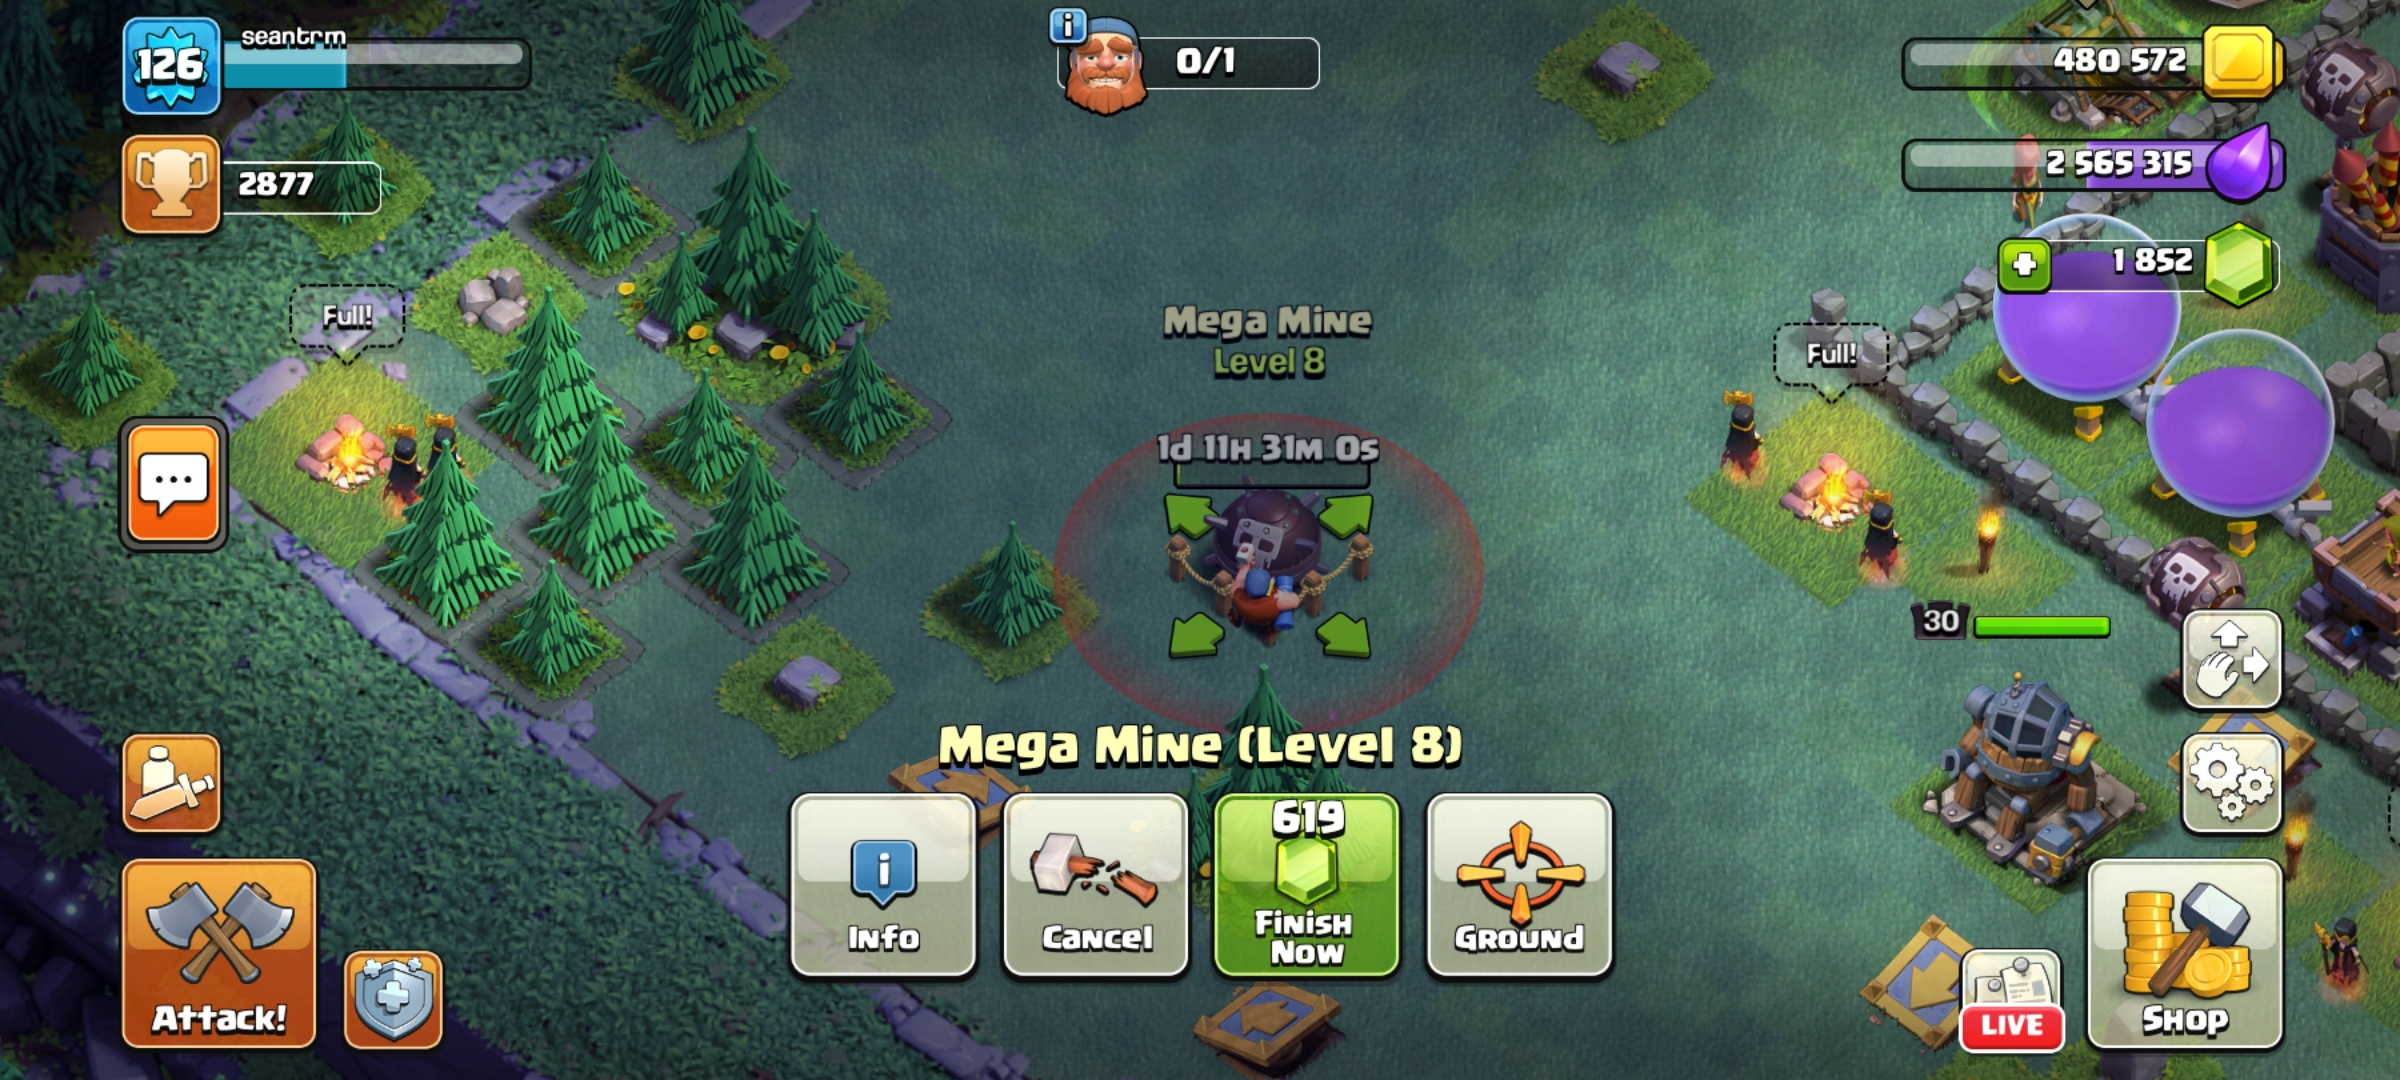 126
seantrm
0/1
480 572
2877
2 565 315
1 852
Full!
Mega Mine
Level 8
Full!
1d 11H 31M 0s
30
Mega Mine (Level 8)
Info
Cancel
619
Finish
Now
Ground
Attack!
LIVE
Shop